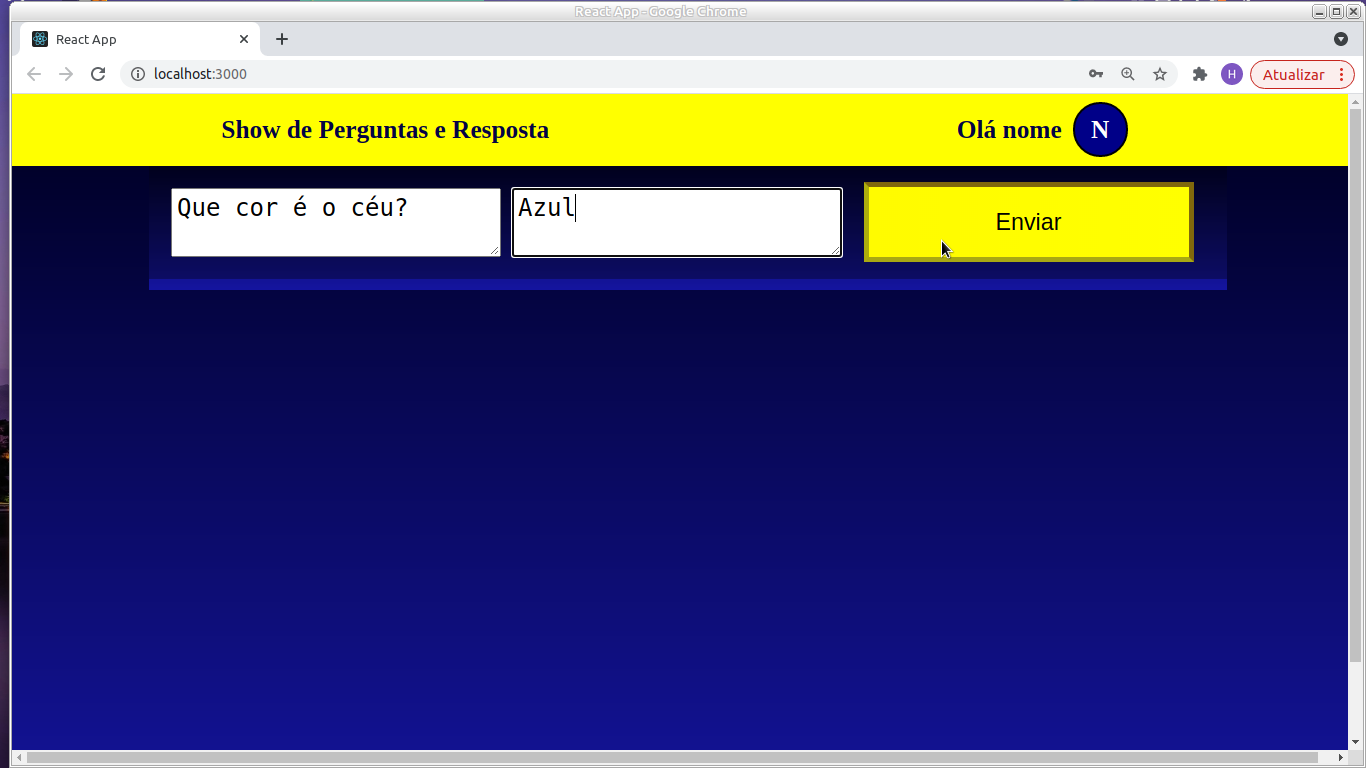 React App - Google Chrome
React App
localhost:3000
H
Atualizar
Show de Perguntas e Resposta
Olá nome N
Que cor é o céu?
Azul
Enviar